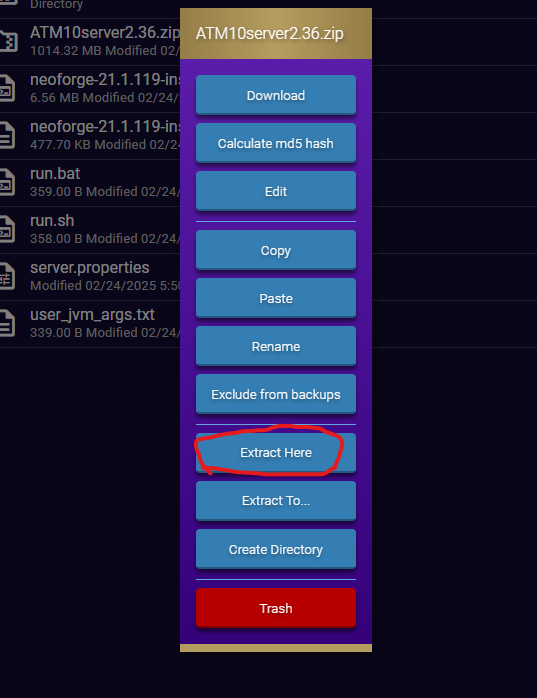 Directory
ATM10server2.36.zip
1014.32 MB Modified 02/24/
neoforge-21.1.119-ins
6.56 MB Modified 02/24/
neoforge-21.1.119-ins
477.70 KB Modified 02/24
run.bat
359.00 B Modified 02/24/
run.sh
358.00 B Modified 02/24/
server.properties
Modified 02/24/2025 5:50
user_jvm_args.txt
339.00 B Modified 02/24/
ATM10server2.36.zip
Download
Calculate md5 hash
Edit
Copy
Paste
Rename
Exclude from backups
Extract Here
Extract To...
Create Directory
Trash